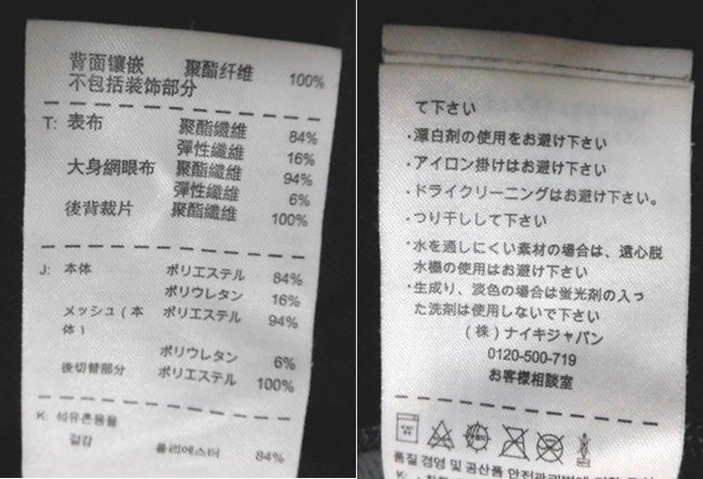 背面镶嵌 聚酯纤维 100%
不包括装饰部分
T: 表布 聚酯纖維 84%
彈性纖維 16%
大身網眼布 聚酯纖維 94%
彈性纖維 6%
後背裁片 聚酯纖維 100%
J: 本体 ポリエステル 84%
ポリウレタン 16%
メッシュ(本 ポリエステル 94%
体)
ポリウレタン 6%
後切替部分 ポリエステル 100%
K: 섬유혼용율
겉감 폴리에스터 84%
て下さい
・漂白剤の使用をお避け下さい
・アイロン掛けはお避け下さい
・ドライクリーニングはお避け下さい。
・つり干しして下さい
・水を通しにくい素材の場合は、遠心脱
水機の使用はお避け下さい
・生成り、淡色の場合は蛍光剤の入っ
た洗剤は使用しないで下さい
(株)ナイキジャパン
0120-500-719
お客様相談室
품질 경영 및 공산품 안전관리법에 의한
K: